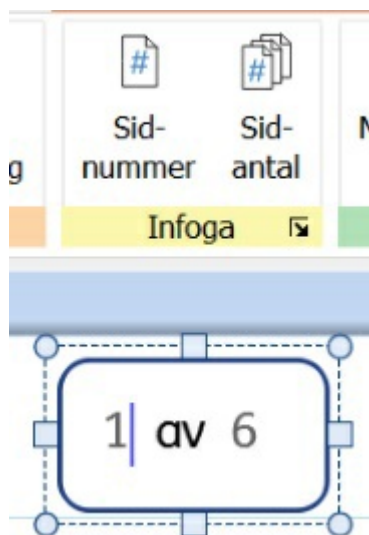 # #
Sid- Sid-
g nummer antal
Infoga
1 av 6